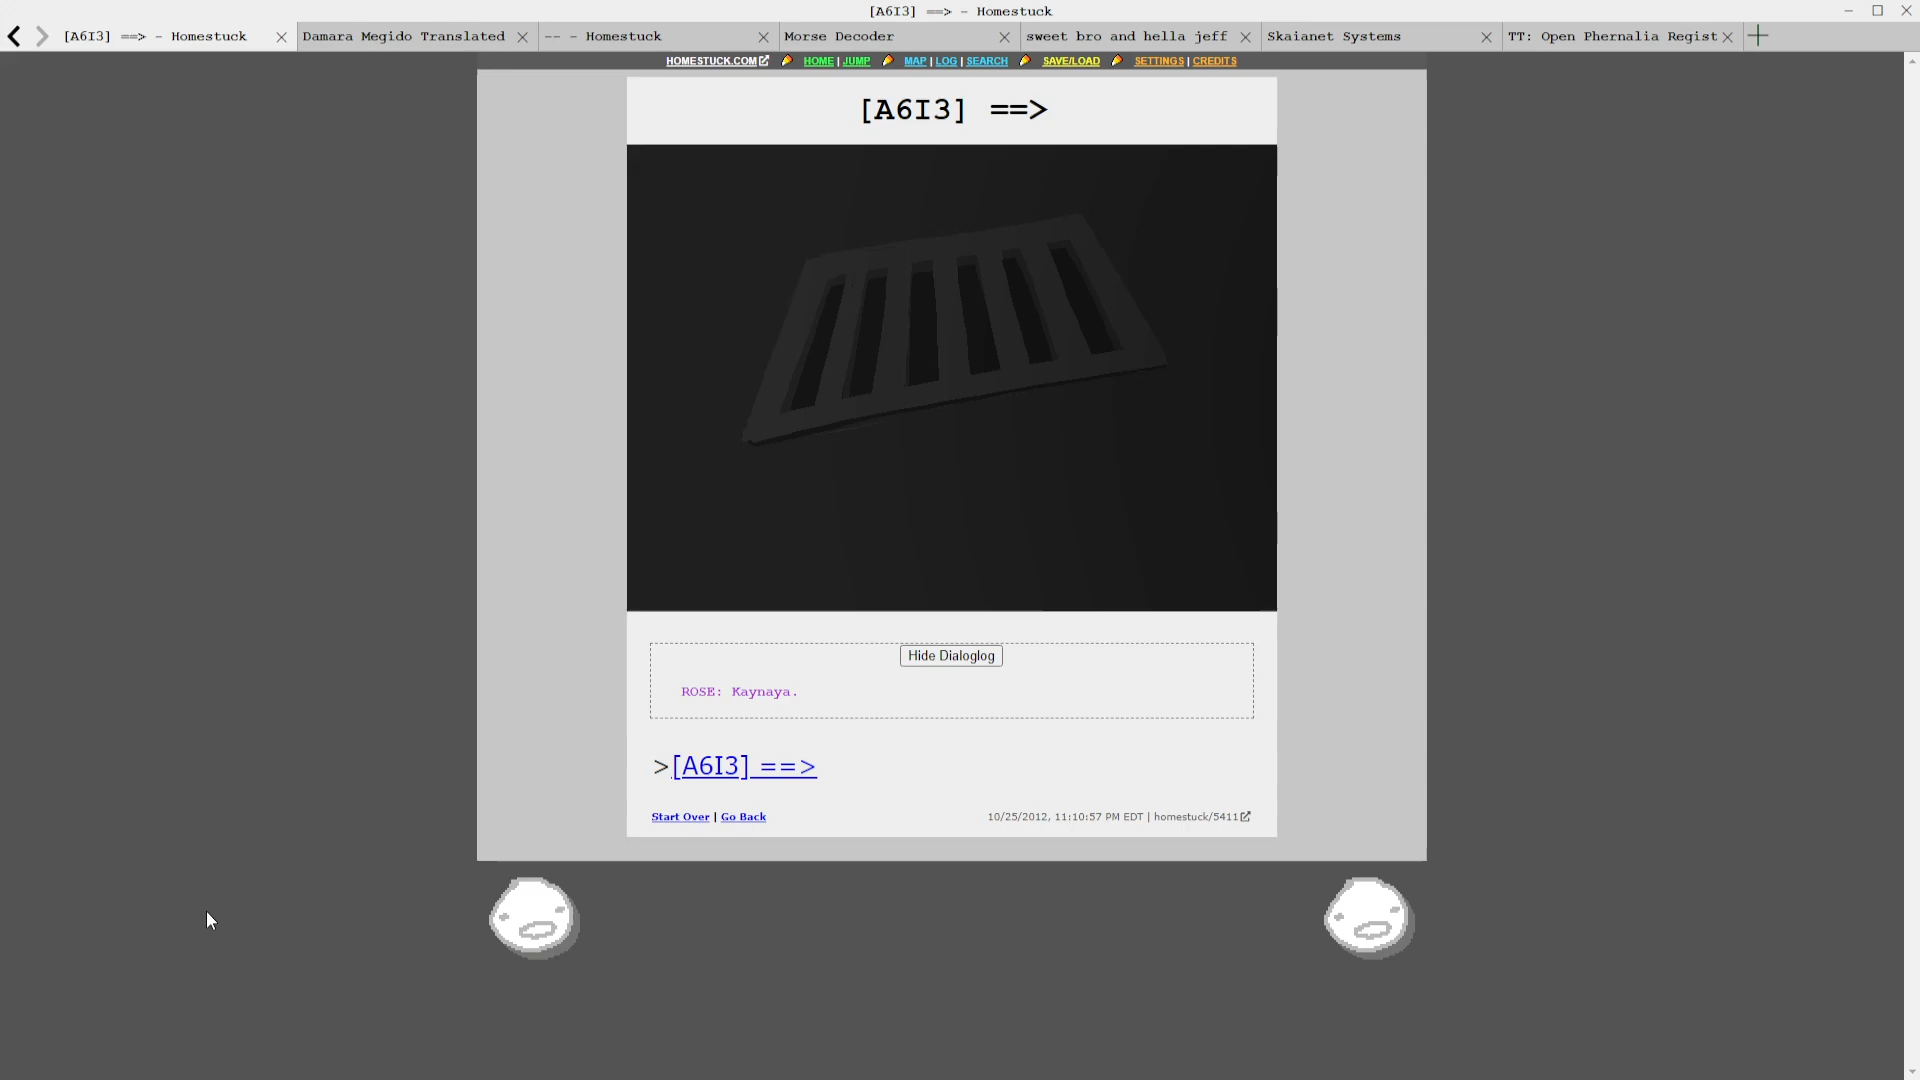 [A6I3] ==> - Homestuck
[A6I3] ==> - Homestuck
Damara Megido Translated
-- - Homestuck
Morse Decoder
sweet bro and hella jeff
Skaianet Systems
TT: Open Phernalia Regist
HOMESTUCK.COM HOME | JUMP MAP | LOG | SEARCH SAVE/LOAD SETTINGS | CREDITS
[A6I3] ==>
Hide Dialoglog
ROSE: Kaynaya.
>[A6I3] ==>
Start Over | Go Back
10/25/2012, 11:10:57 PM EDT | homestuck/5411